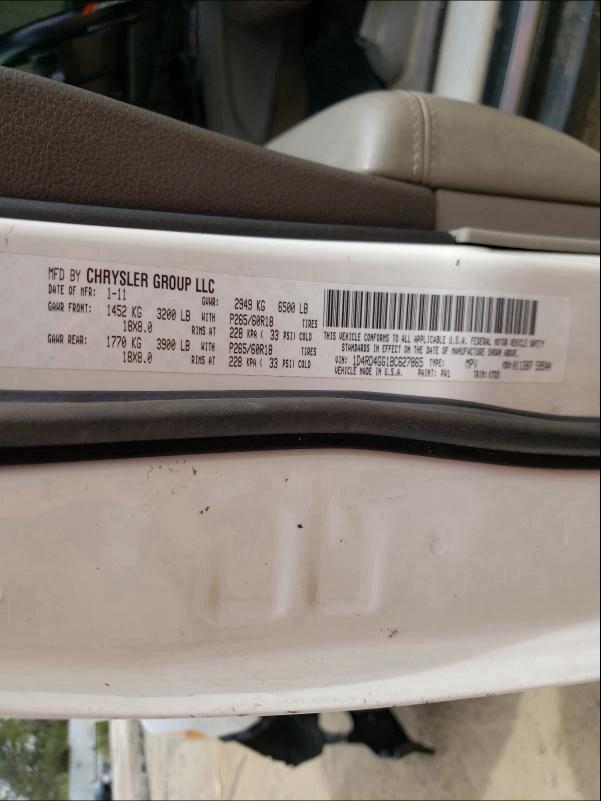 MFD BY CHRYSLER GROUP LLC
DATE OF MFR: 1-11 GVWR: 2949 KG 6500 LB
GAWR FRONT: 1452 KG 3200 LB WITH P265/60R18 TIRES
18X8.0 RIMS AT 228 KPA ( 33 PSI) COLD
GAWR REAR: 1770 KG 3900 LB WITH P265/60R18 TIRES
18X8.0 RIMS AT 228 KPA ( 33 PSI) COLD
THIS VEHICLE CONFORMS TO ALL APPLICABLE U.S.A. FEDERAL MOTOR VEHICLE SAFETY
STANDARDS IN EFFECT ON THE DATE OF MANUFACTURE SHOWN ABOVE.
VIN: 1D4RD4GG1BC627865 TYPE: MPV
VEHICLE MADE IN U.S.A. PAINT: PW1 TRIM: